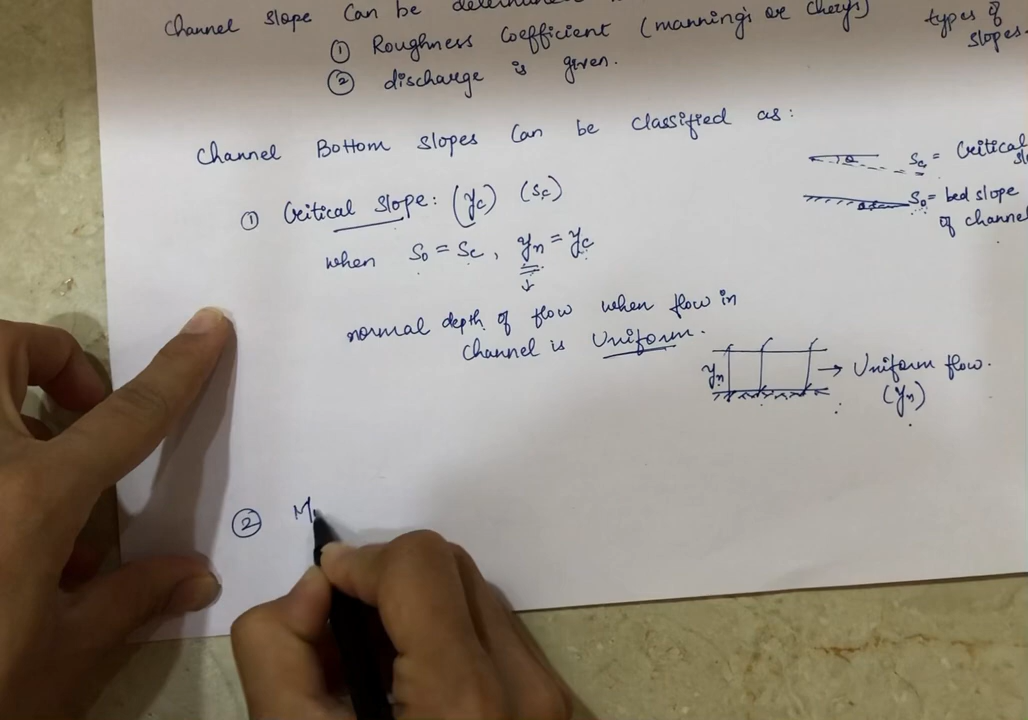 Channel slope can be
① Roughness Coefficient (manning's or Chezy's)
② discharge is given.
types of
slopes.
Channel Bottom slopes can be classified as:
Sc = Critical
S₀ = bed slope
of channel
① Critical slope: (yc) (Sc)
when S₀ = Sc, yn = yc
normal depth of flow when flow in
channel is Uniform.
yn
→ Uniform flow.
(yn)
②